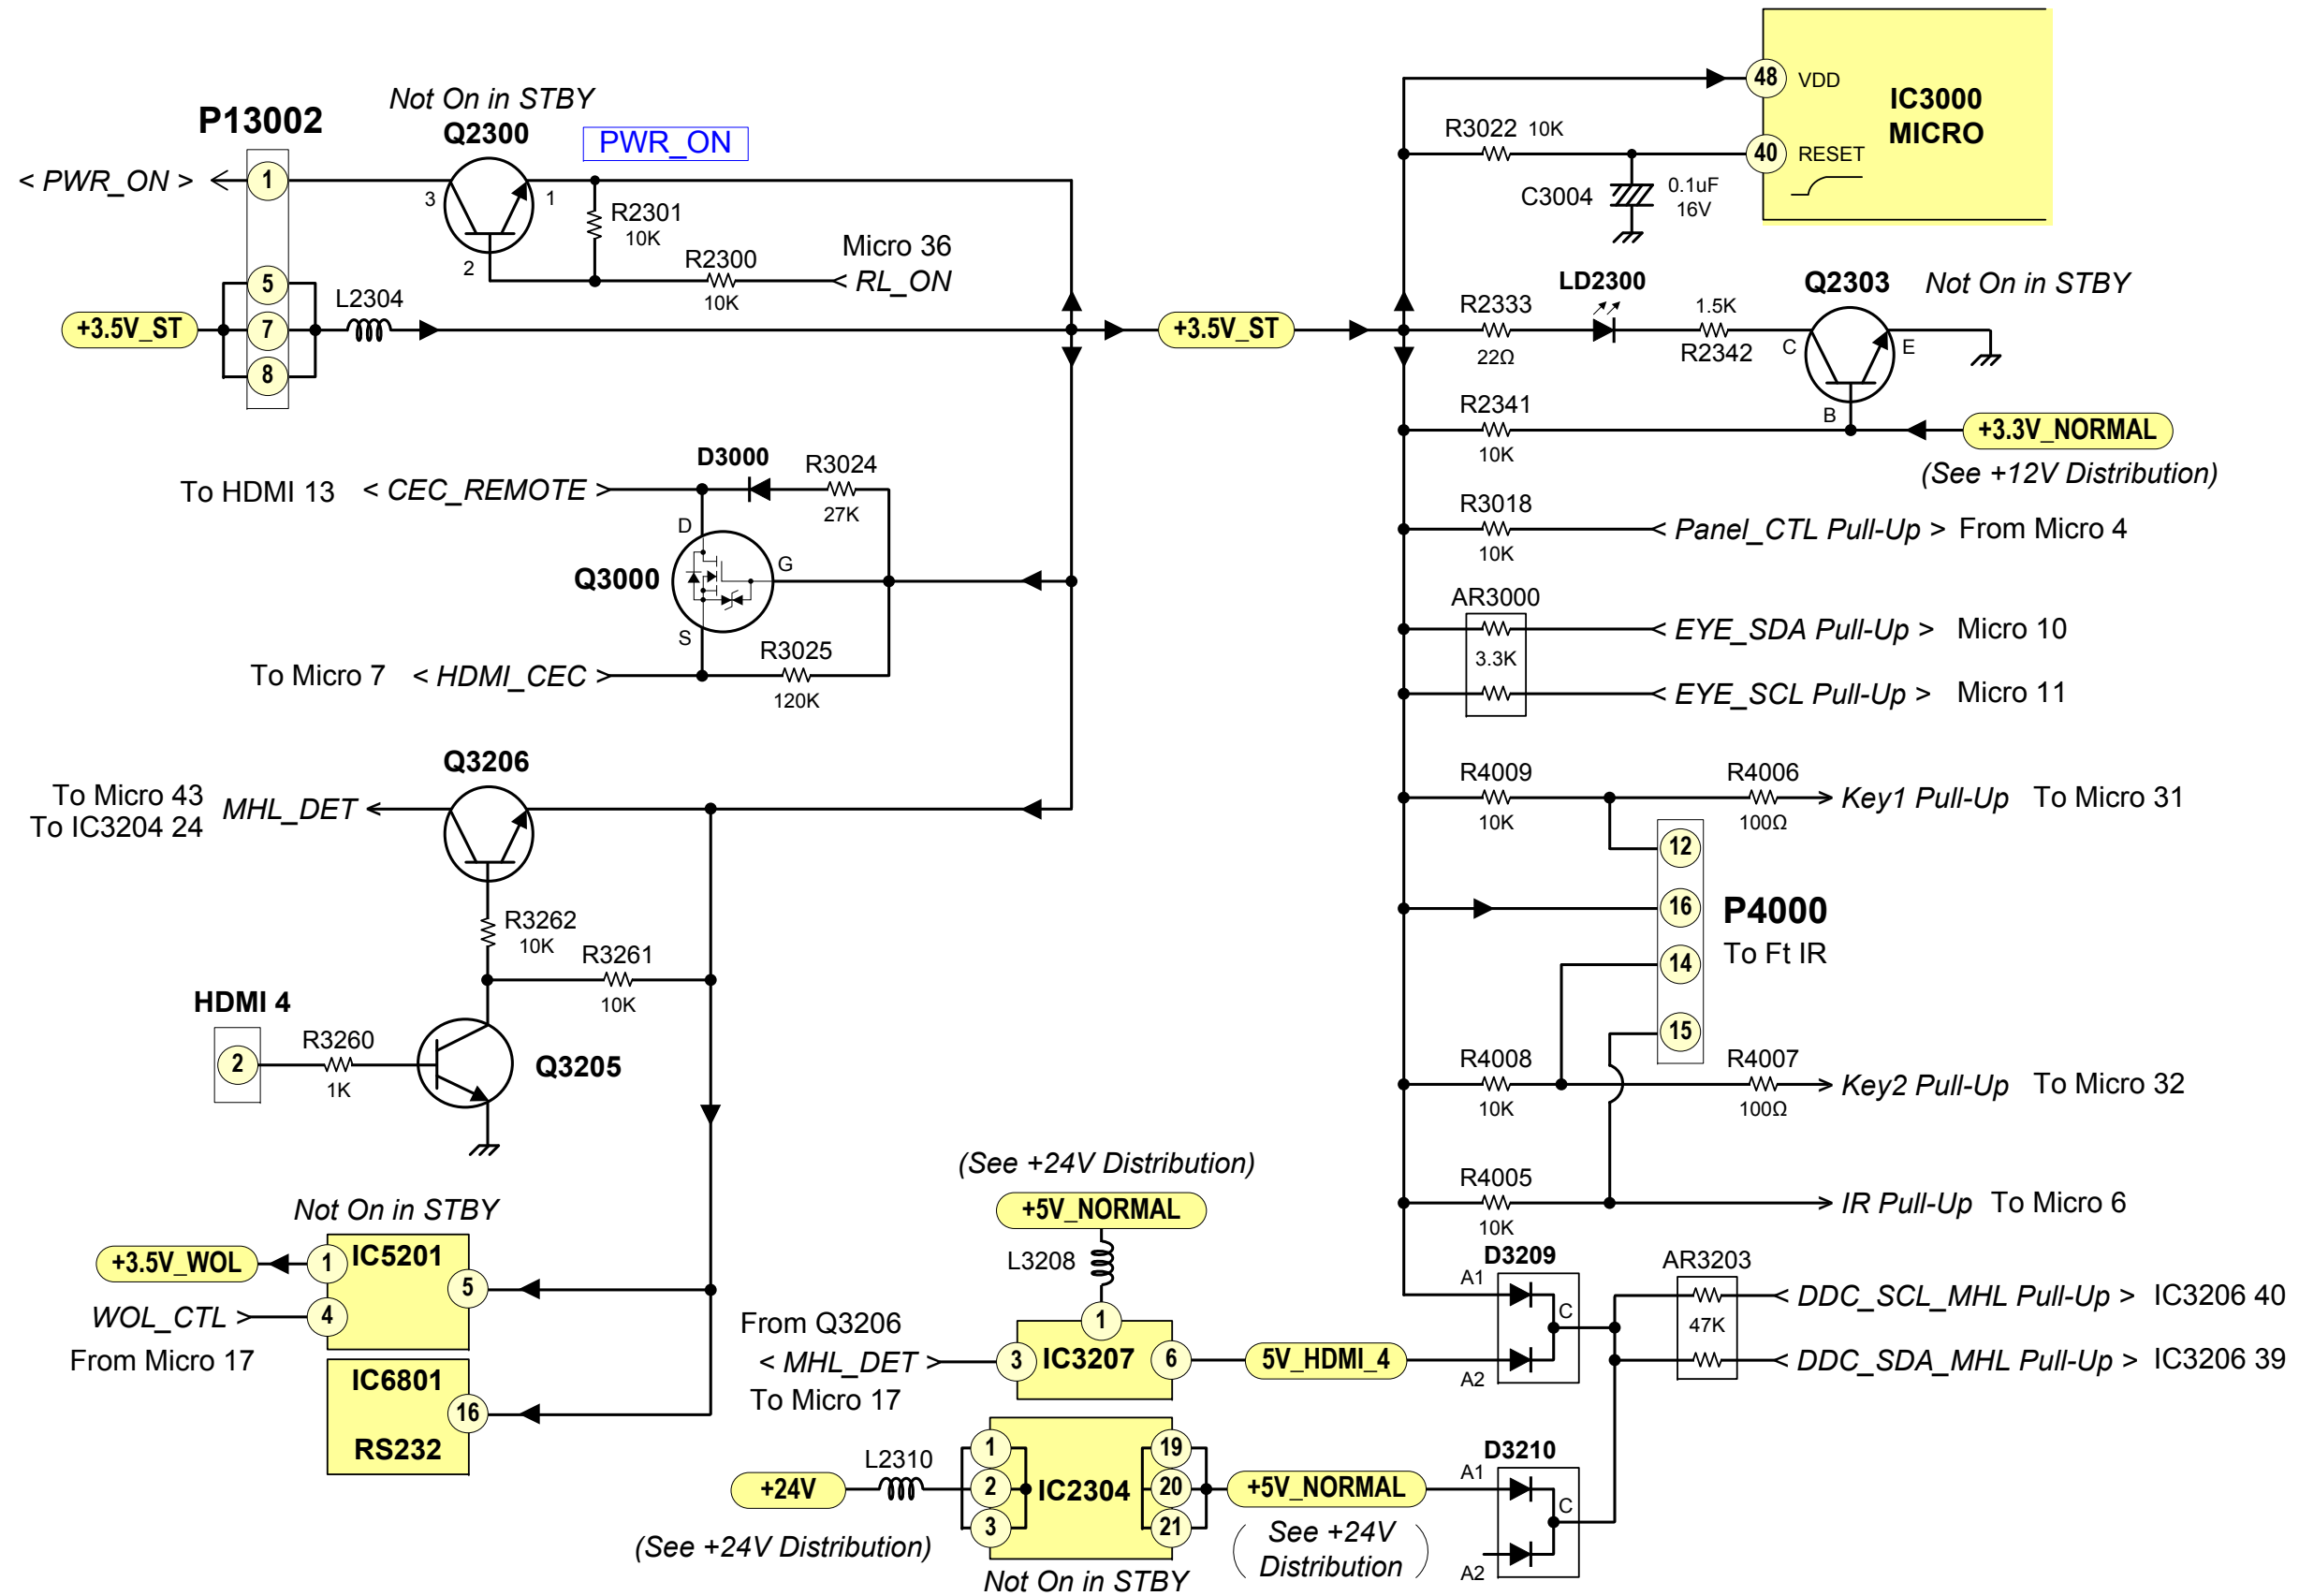 P13002
Not On in STBY
Q2300
PWR_ON
< PWR_ON >
1
3
1
2
R2301
10K
R2300
10K
Micro 36
< RL_ON
5
7
8
+3.5V_ST
L2304
+3.5V_ST
48
VDD
IC3000
MICRO
R3022 10K
40
RESET
C3004
0.1uF
16V
R2333
22Ω
LD2300
1.5K
R2342
Q2303
Not On in STBY
C
E
B
R2341
10K
+3.3V_NORMAL
(See +12V Distribution)
R3018
10K
< Panel_CTL Pull-Up > From Micro 4
AR3000
3.3K
< EYE_SDA Pull-Up > Micro 10
< EYE_SCL Pull-Up > Micro 11
D3000
R3024
27K
To HDMI 13 < CEC_REMOTE >
D
G
S
Q3000
R3025
120K
To Micro 7 < HDMI_CEC >
Q3206
To Micro 43
To IC3204 24
MHL_DET
R3262
10K
R3261
10K
HDMI 4
2
R3260
1K
Q3205
Not On in STBY
+3.5V_WOL
1
IC5201
5
4
WOL_CTL >
From Micro 17
IC6801
16
RS232
R4009
10K
R4006
100Ω
Key1 Pull-Up To Micro 31
12
16
14
15
P4000
To Ft IR
R4008
10K
R4007
100Ω
Key2 Pull-Up To Micro 32
R4005
10K
IR Pull-Up To Micro 6
(See +24V Distribution)
+5V_NORMAL
L3208
1
From Q3206
< MHL_DET >
To Micro 17
3
IC3207
6
5V_HDMI_4
D3209
A1
C
A2
AR3203
47K
< DDC_SCL_MHL Pull-Up > IC3206 40
< DDC_SDA_MHL Pull-Up > IC3206 39
+24V
L2310
(See +24V Distribution)
1
2
3
IC2304
19
20
21
Not On in STBY
+5V_NORMAL
( See +24V
Distribution )
D3210
A1
C
A2